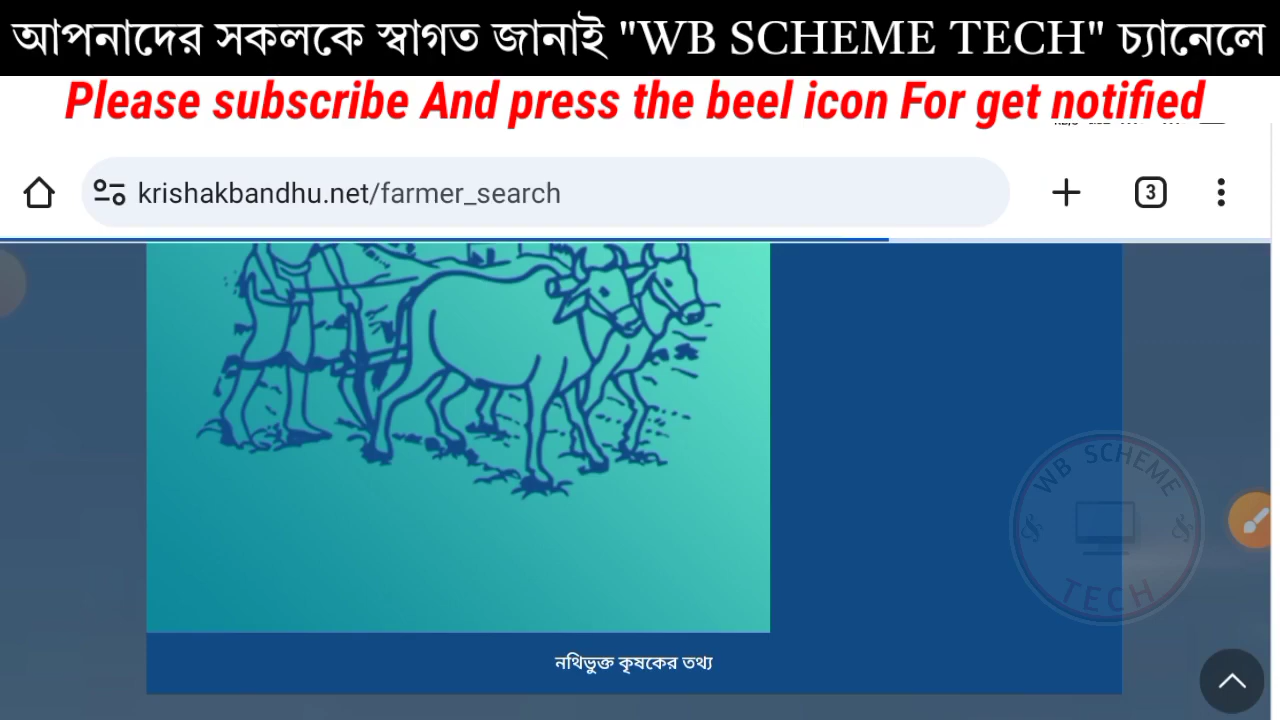 আপনাদের সকলকে স্বাগত জানাই "WB SCHEME TECH" চ্যানেলে
Please subscribe And press the beel icon For get notified
krishakbandhu.net/farmer_search
3
WB SCHEME
TECH
নথিভুক্ত কৃষকের তথ্য